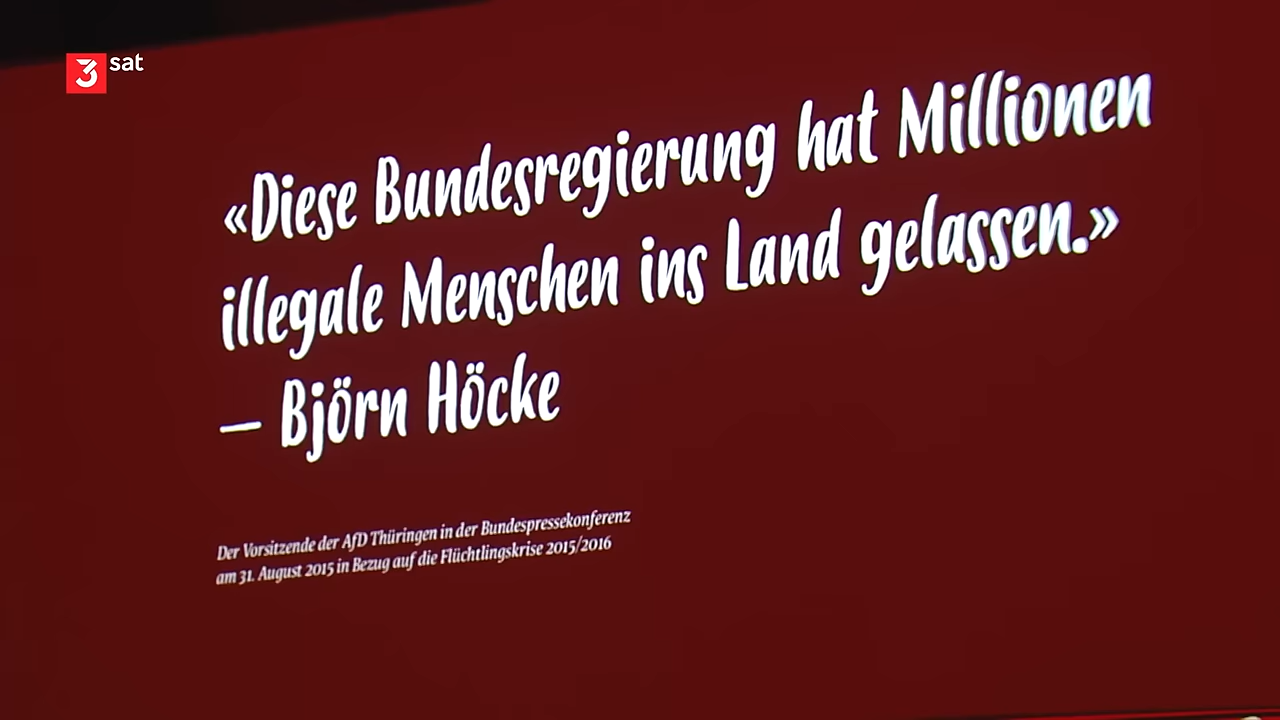 3sat
«Diese Bundesregierung hat Millionen
illegale Menschen ins Land gelassen.»
– Björn Höcke
Der Vorsitzende der AfD Thüringen in der Bundespressekonferenz
am 31. August 2015 in Bezug auf die Flüchtlingskrise 2015/2016